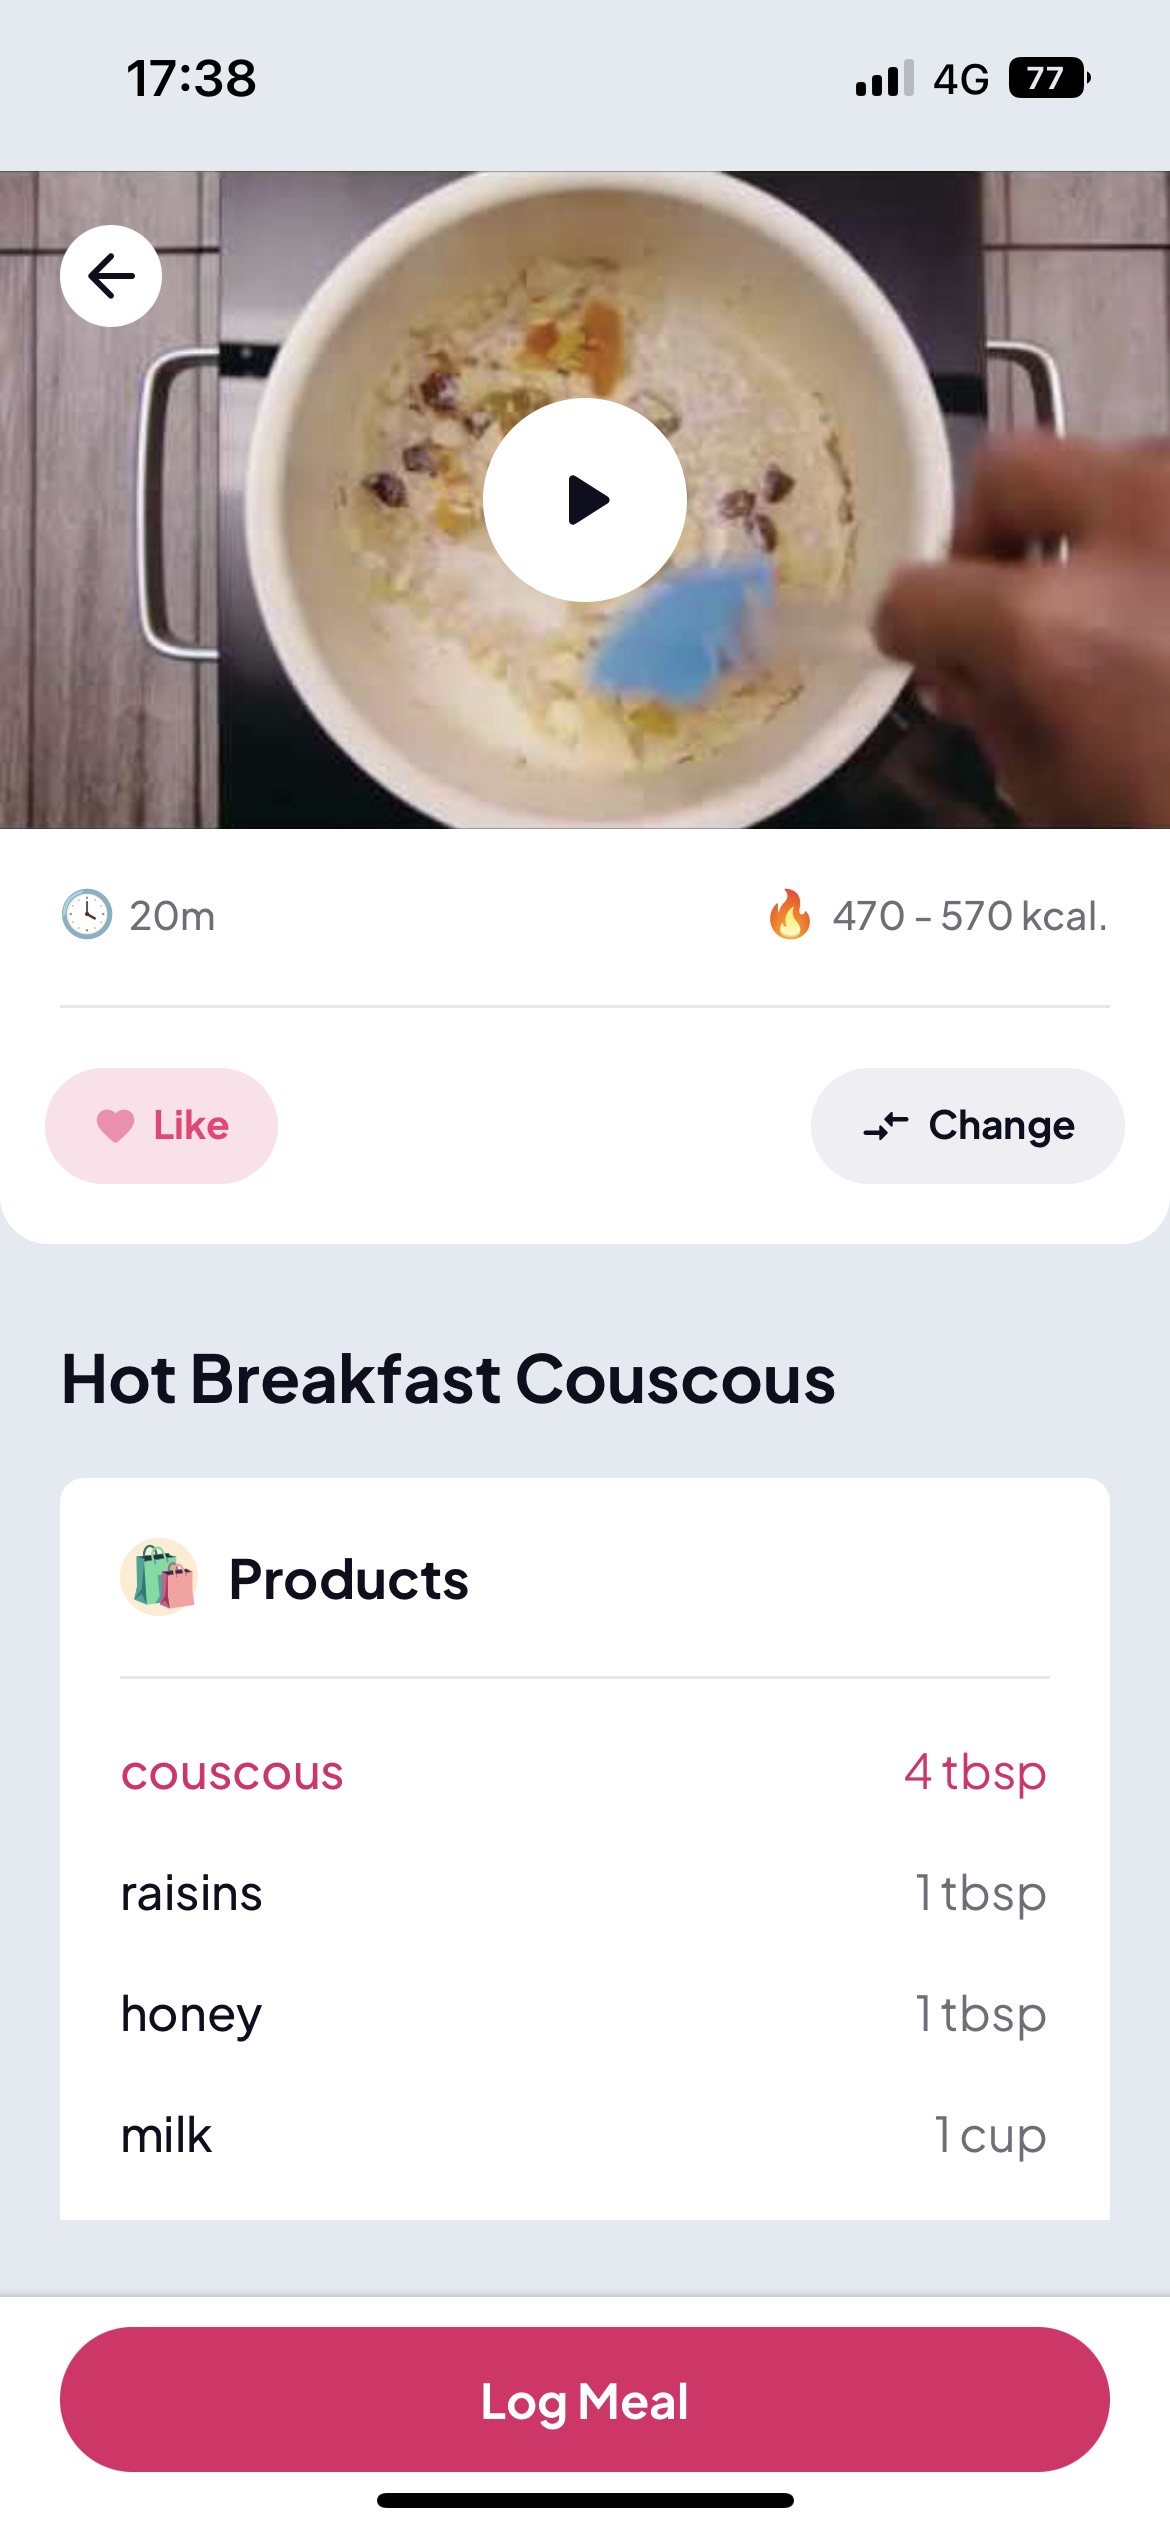 17:38
4G 77
20m
470 - 570 kcal.
Like
Change
Hot Breakfast Couscous
Products
couscous 4 tbsp
raisins 1 tbsp
honey 1 tbsp
milk 1 cup
Log Meal